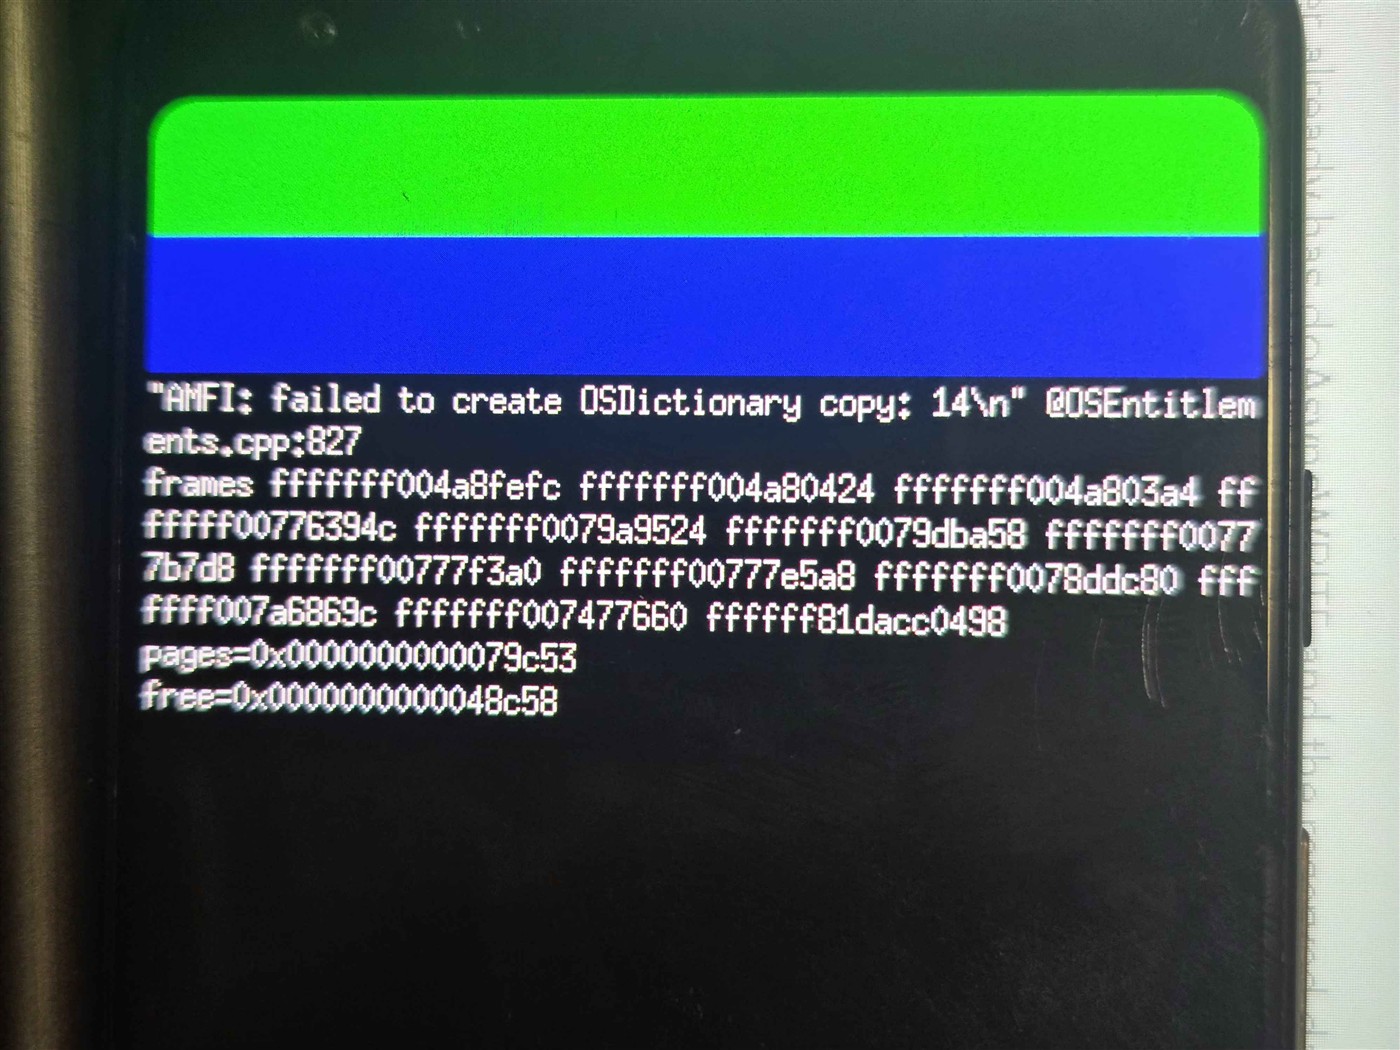 "AMFI: failed to create OSDictionary copy: 14\n" @OSEntitlem
ents.cpp:827
frames fffffff004a8fefc fffffff004a80424 fffffff004a803a4 ff
fffff00776394c fffffff0079a9524 fffffff0079dba58 fffffff0077
7b7d8 fffffff00777f3a0 fffffff00777e5a8 fffffff0078ddc80 fff
ffff007a6869c fffffff007477660 ffffff81dacc0498
pages=0x0000000000079c53
free=0x0000000000048c58